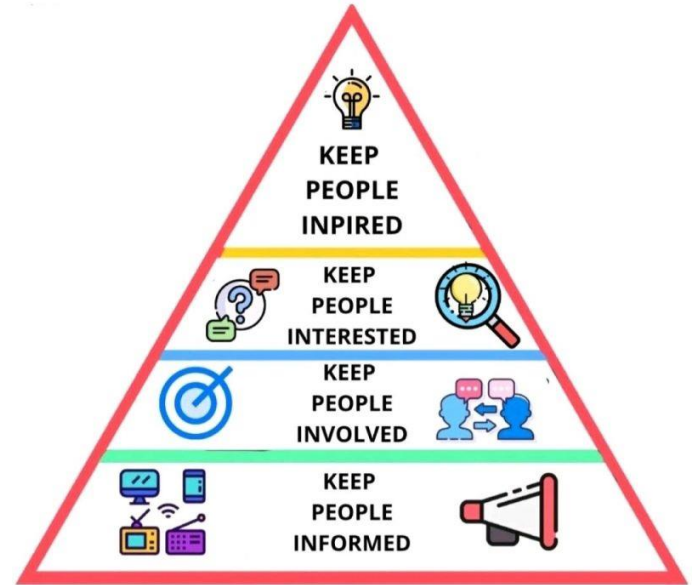 KEEP
PEOPLE
INPIRED
KEEP
PEOPLE
INTERESTED
KEEP
PEOPLE
INVOLVED
KEEP
PEOPLE
INFORMED